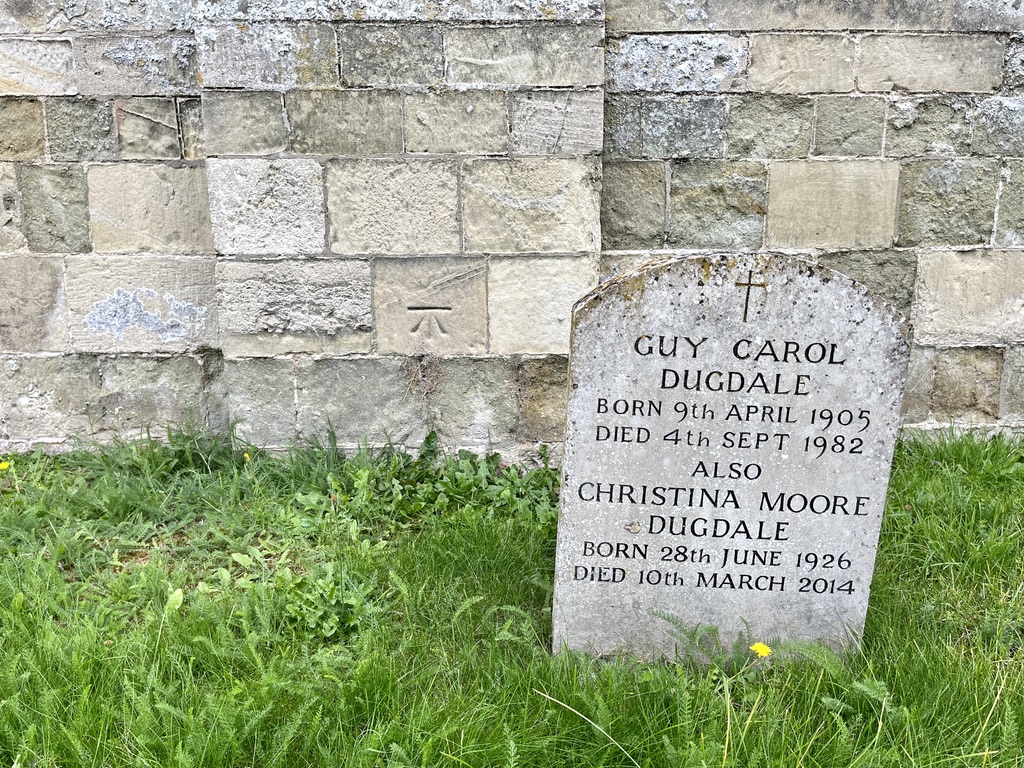 GUY CAROL
DUGDALE
BORN 9th APRIL 1905
DIED 4th SEPT 1982
ALSO
CHRISTINA MOORE
DUGDALE
BORN 28th JUNE 1926
DIED 10th MARCH 2014